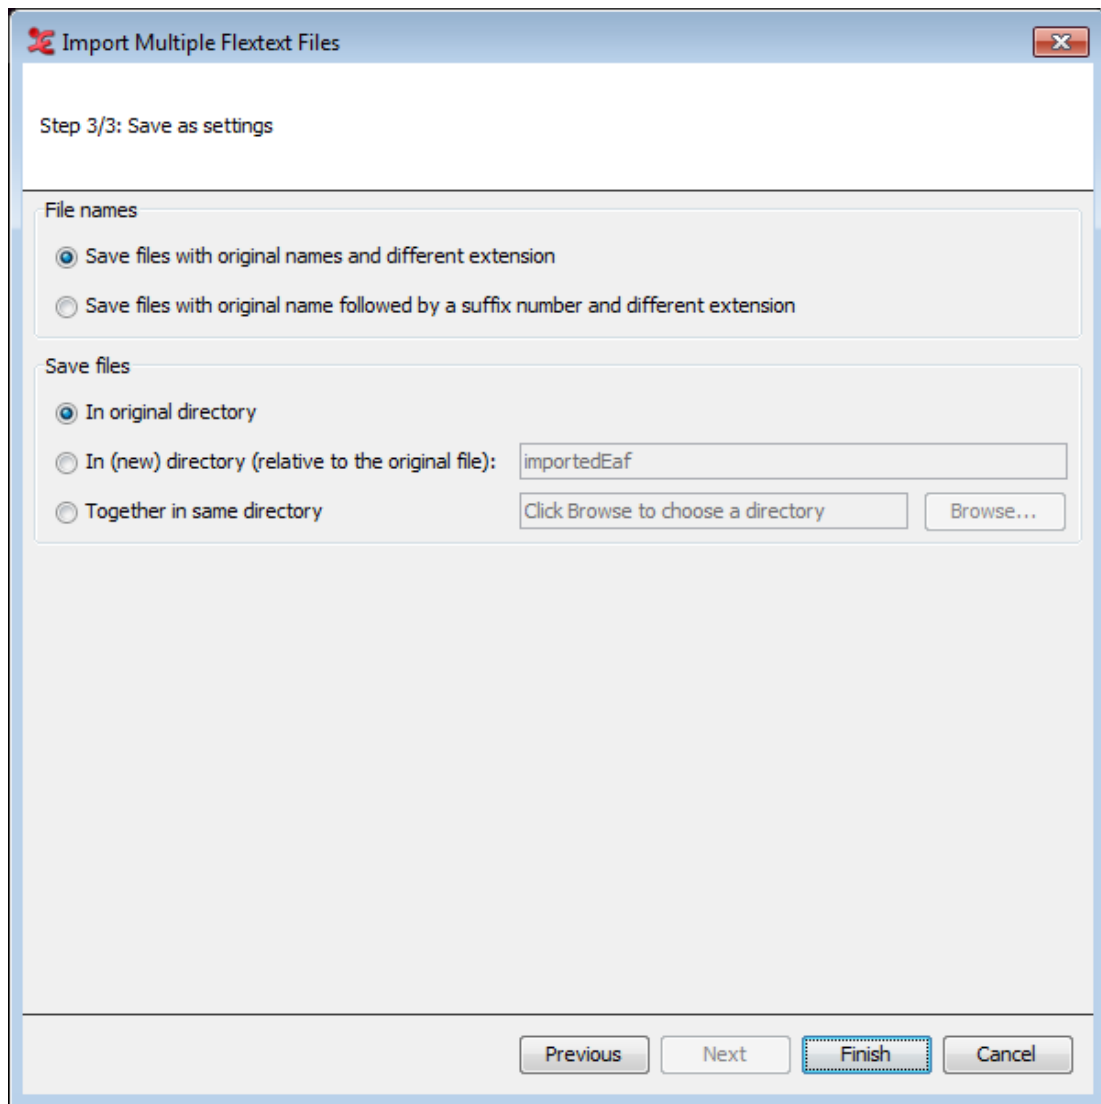 Import Multiple Flextext Files
Step 3/3: Save as settings
File names
Save files with original names and different extension
Save files with original name followed by a suffix number and different extension
Save files
In original directory
In (new) directory (relative to the original file): importedEaf
Together in same directory Click Browse to choose a directory Browse...
Previous Next Finish Cancel